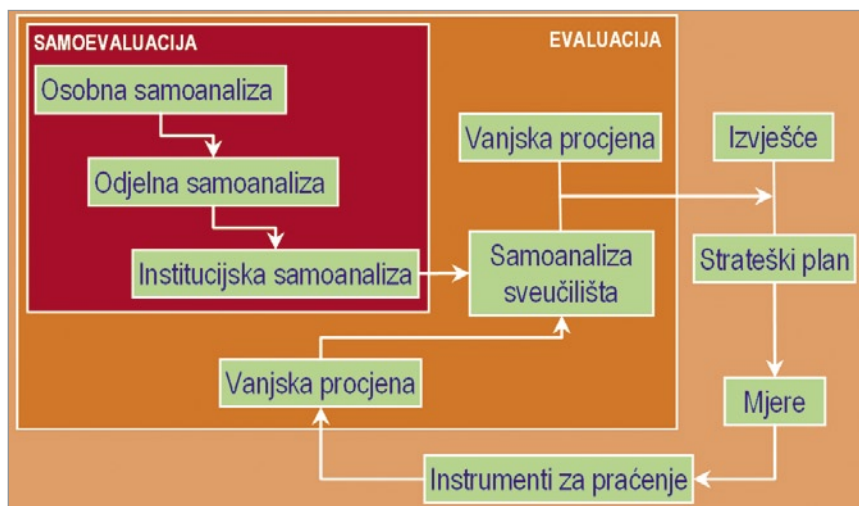 SAMOEVALUACIJA
EVALUACIJA
Osobna samoanaliza
Vanjska procjena
Izvješće
Odjelna samoanaliza
Institucijska samoanaliza
Samoanaliza
sveučilišta
Strateški plan
Vanjska procjena
Mjere
Instrumenti za praćenje